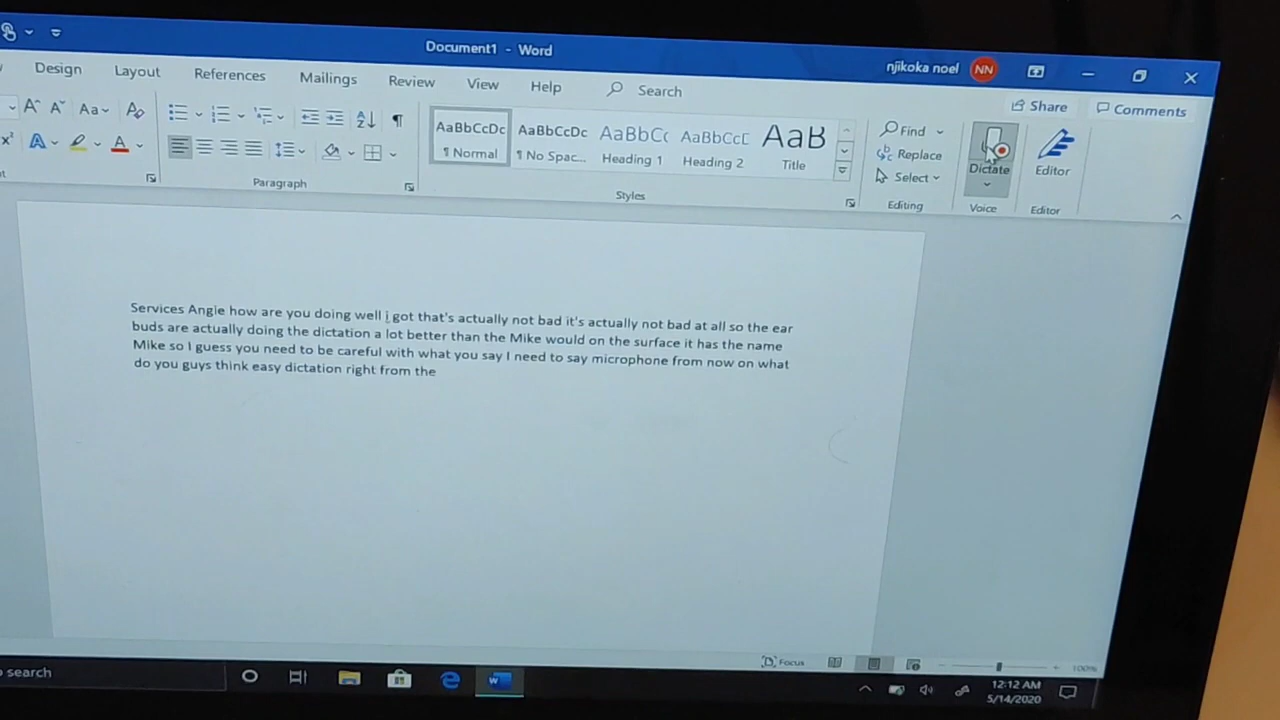 Document1 - Word
njikoka noel NN
Design Layout References Mailings Review View Help Search
Share Comments
Aa
AaBbCcDc AaBbCcDc AaBbCc AaBbCcD AaB
¶ Normal ¶ No Spac... Heading 1 Heading 2 Title
Find
Replace
Select
Dictate
Editor
Paragraph
Styles
Editing
Voice
Editor
Services Angle how are you doing well i got that's actually not bad it's actually not bad at all so the ear
buds are actually doing the dictation a lot better than the Mike would on the surface it has the name
Mike so I guess you need to be careful with what you say I need to say microphone from now on what
do you guys think easy dictation right from the
Focus
100%
search
12:12 AM
5/14/2020